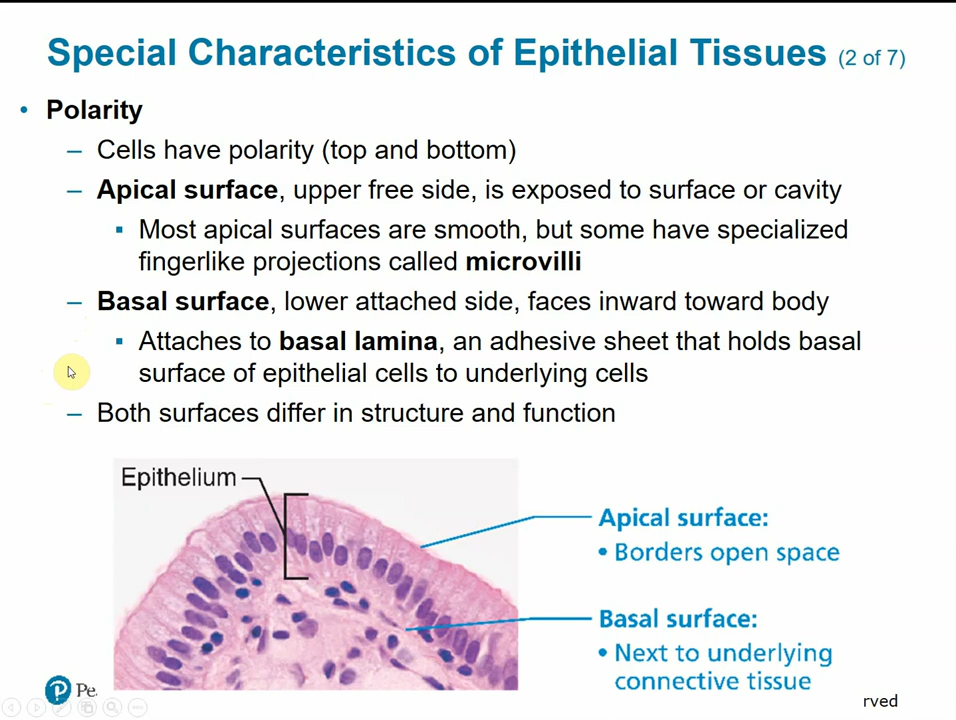 Special Characteristics of Epithelial Tissues (2 of 7)
• Polarity
– Cells have polarity (top and bottom)
– Apical surface, upper free side, is exposed to surface or cavity
▪ Most apical surfaces are smooth, but some have specialized
fingerlike projections called microvilli
– Basal surface, lower attached side, faces inward toward body
▪ Attaches to basal lamina, an adhesive sheet that holds basal
surface of epithelial cells to underlying cells
– Both surfaces differ in structure and function
Epithelium
Apical surface:
• Borders open space
Basal surface:
• Next to underlying
connective tissue
P Pe
rved